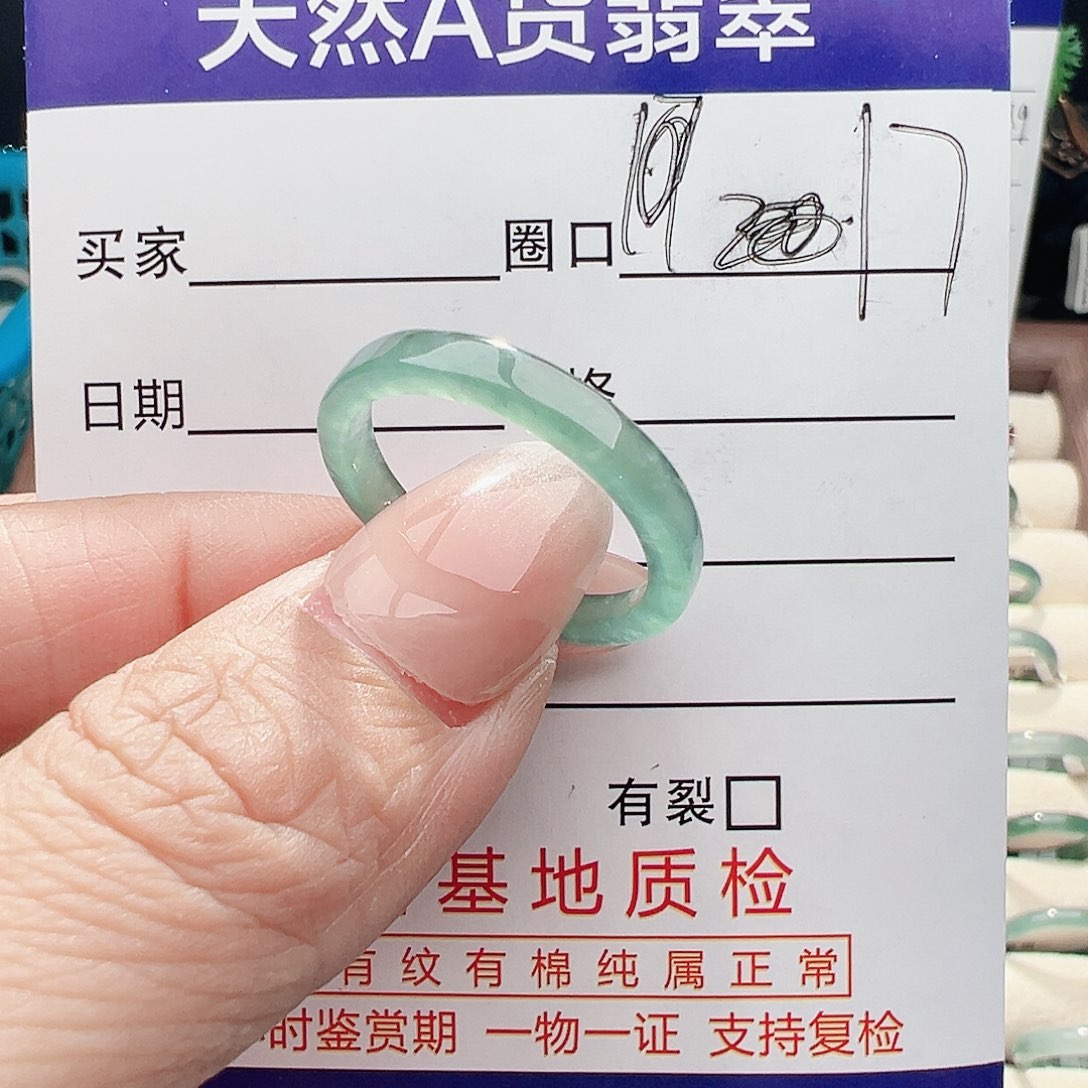 天然A货翡翠
买家 圈口 17
日期 格
有裂
基地质检
有纹有棉纯属正常
时鉴赏期 一物一证 支持复检